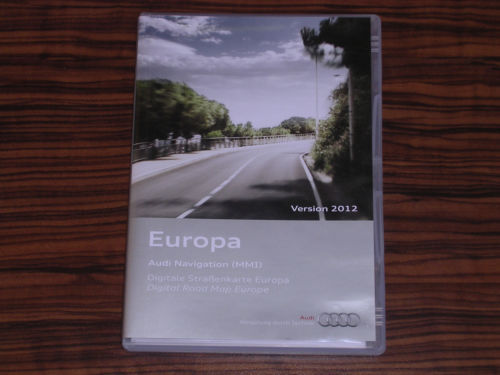 Version 2012
Europa
Audi Navigation (MMI)
Digitale Straßenkarte Europa
Digital Road Map Europe
Audi
Vorsprung durch Technik